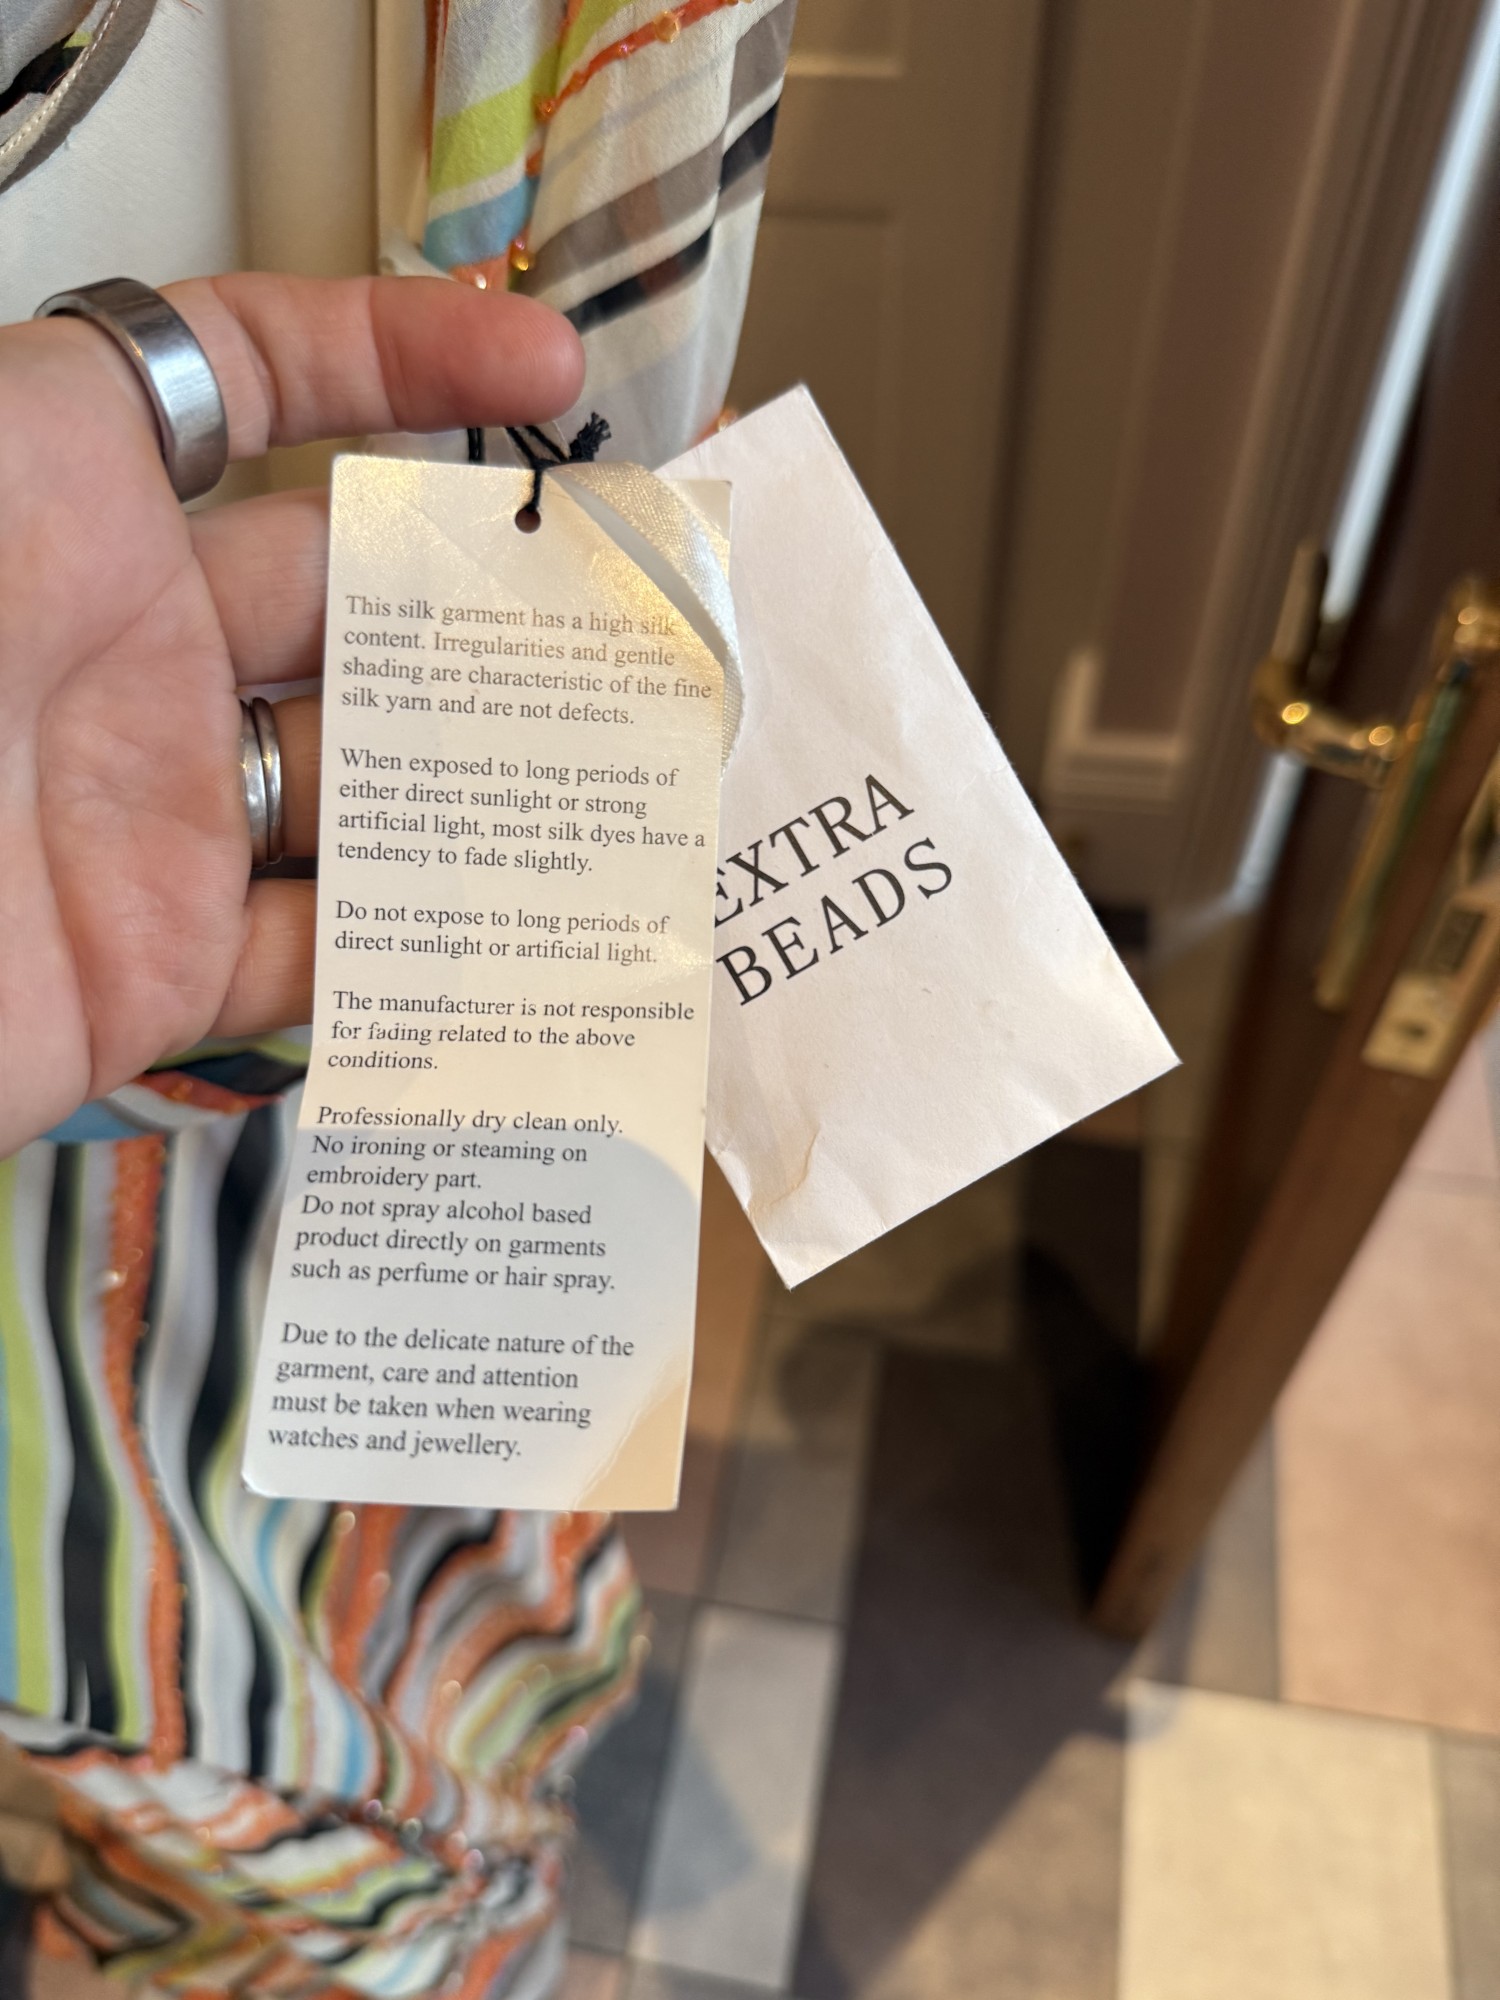 This silk garment has a high silk
content. Irregularities and gentle
shading are characteristic of the fine
silk yarn and are not defects.
When exposed to long periods of
either direct sunlight or strong
artificial light, most silk dyes have a
tendency to fade slightly.
Do not expose to long periods of
direct sunlight or artificial light.
The manufacturer is not responsible
for fading related to the above
conditions.
Professionally dry clean only.
No ironing or steaming on
embroidery part.
Do not spray alcohol based
product directly on garments
such as perfume or hair spray.
Due to the delicate nature of the
garment, care and attention
must be taken when wearing
watches and jewellery.
EXTRA
BEADS